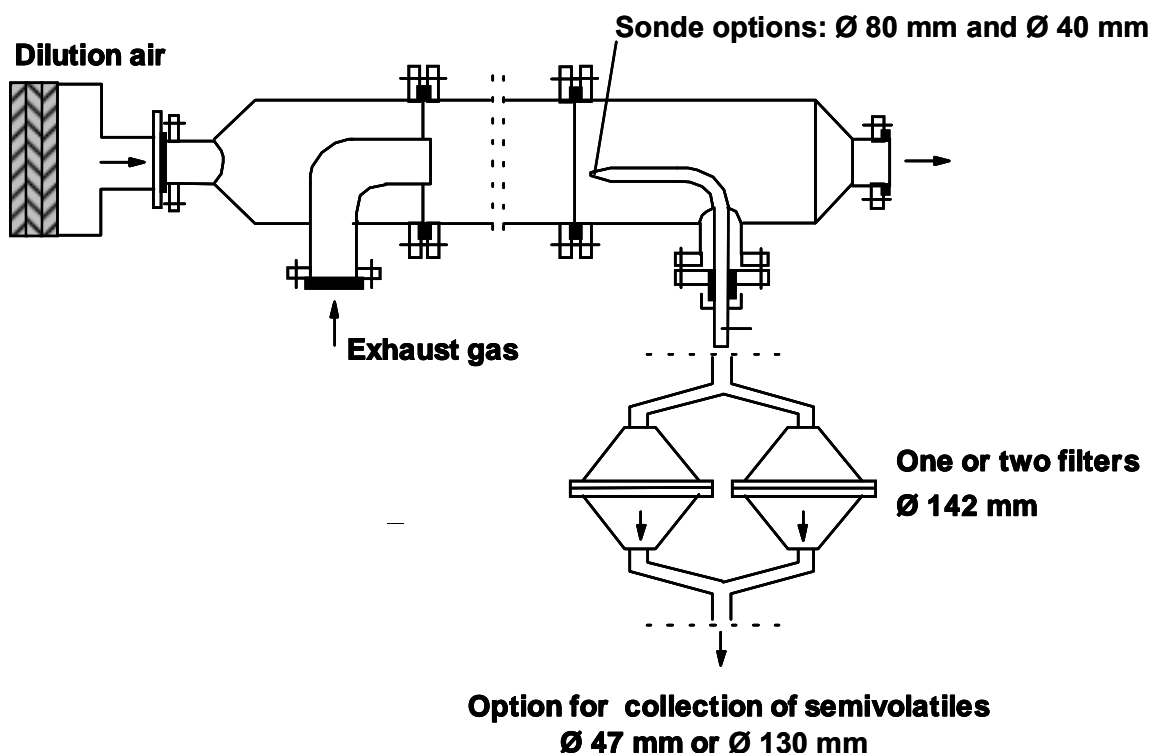 Sonde options: Ø 80 mm and Ø 40 mm
Dilution air
Exhaust gas
One or two filters
Ø 142 mm
Option for collection of semivolatiles
Ø 47 mm or Ø 130 mm